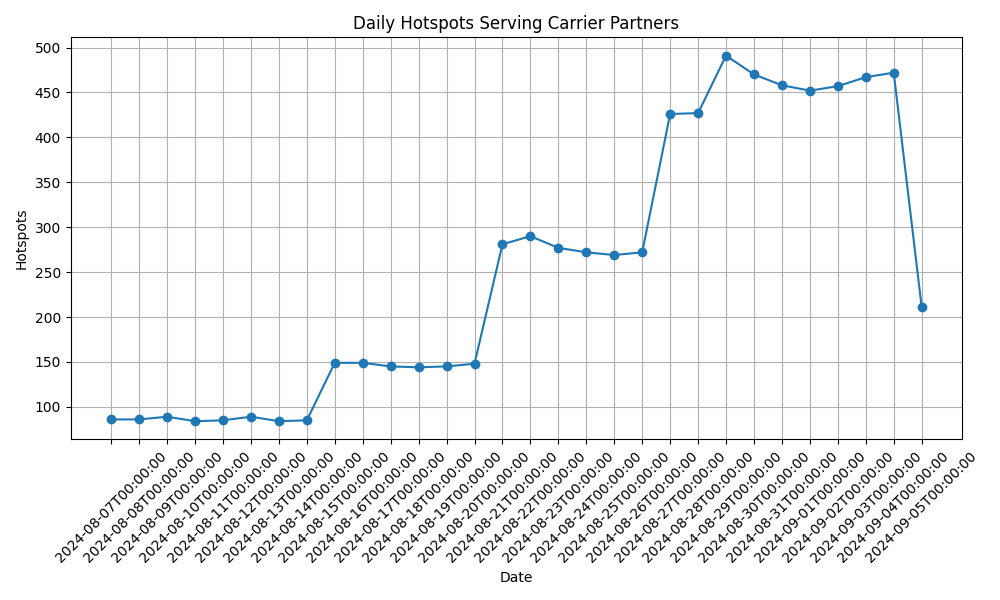 Daily Hotspots Serving Carrier Partners
500
450
400
350
300
250
200
150
100
Hotspots
2024-08-07T00:00:00
2024-08-08T00:00:00
2024-08-09T00:00:00
2024-08-10T00:00:00
2024-08-11T00:00:00
2024-08-12T00:00:00
2024-08-13T00:00:00
2024-08-14T00:00:00
2024-08-15T00:00:00
2024-08-16T00:00:00
2024-08-17T00:00:00
2024-08-18T00:00:00
2024-08-19T00:00:00
2024-08-20T00:00:00
2024-08-21T00:00:00
2024-08-22T00:00:00
2024-08-23T00:00:00
2024-08-24T00:00:00
2024-08-25T00:00:00
2024-08-26T00:00:00
2024-08-27T00:00:00
2024-08-28T00:00:00
2024-08-29T00:00:00
2024-08-30T00:00:00
2024-08-31T00:00:00
2024-09-01T00:00:00
2024-09-02T00:00:00
2024-09-03T00:00:00
2024-09-04T00:00:00
2024-09-05T00:00:00
Date